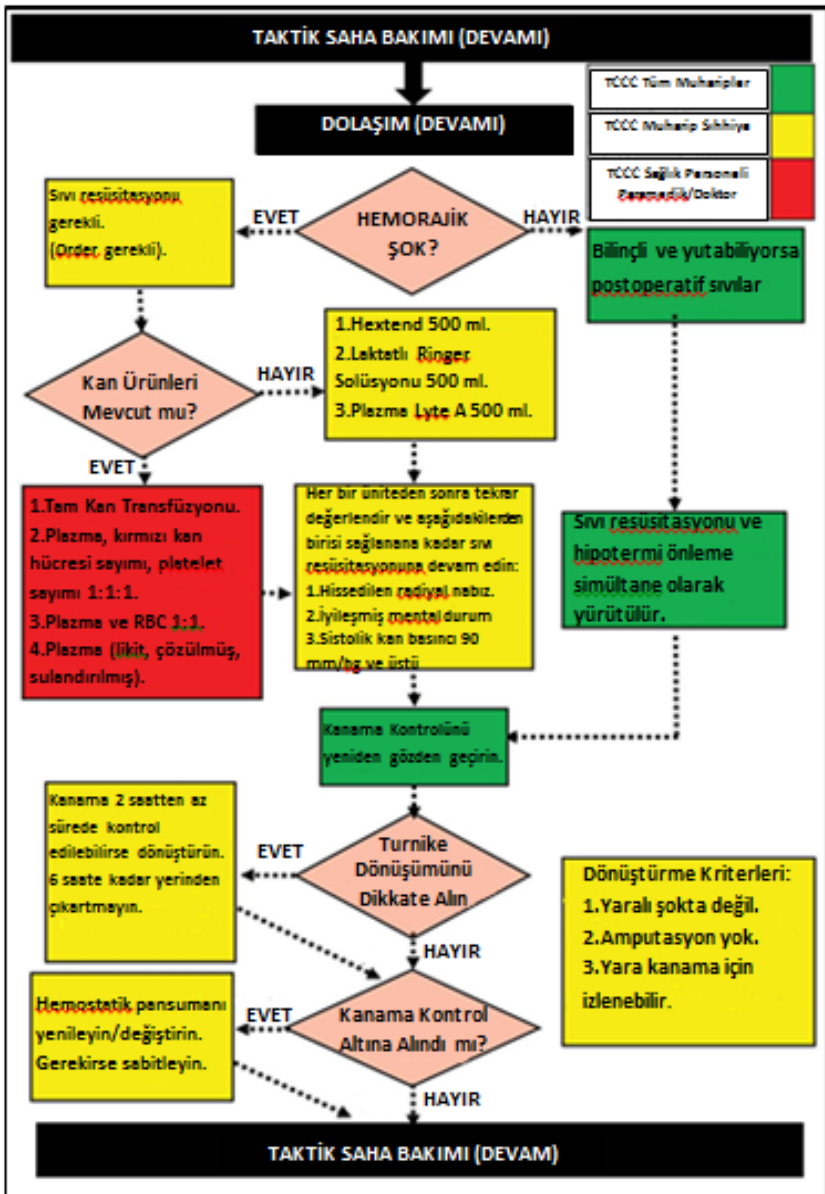 TAKTİK SAHA BAKIMI (DEVAMI)
TCCC Tüm Muharipler
TCCC Muharip Sıhhiye
TCCC Sağlık Personeli
Paramedik/Doktor
DOLAŞIM (DEVAMI)
Sıvı resüsitasyonu
gerekli.
(Order gerekli).
EVET
HEMORAJİK
ŞOK?
HAYIR
Bilinçli ve yutabiliyorsa
postoperatif sıvılar
Kan Ürünleri
Mevcut mu?
HAYIR
1.Hextend 500 ml.
2.Laktatlı Ringer
Solüsyonu 500 ml.
3.Plazma Lyte A 500 ml.
EVET
1.Tam Kan Transfüzyonu.
2.Plazma, kırmızı kan
hücresi sayımı, platelet
sayımı 1:1:1.
3.Plazma ve RBC 1:1.
4.Plazma (likit, çözülmüş,
sulandırılmış).
Her bir üniteden sonra tekrar
değerlendir ve aşağıdakilerden
birisi sağlanana kadar sıvı
resüsitasyonuna devam edin:
1.Hissedilen radiyal nabız.
2.İyileşmiş mental durum
3.Sistolik kan basıncı 90
mm/hg ve üstü
Sıvı resüsitasyonu ve
hipotermi önleme
simültane olarak
yürütülür.
Kanama Kontrolünü
yeniden gözden geçirin.
Kanama 2 saatten az
sürede kontrol
edilebilirse dönüştürün.
6 saate kadar yerinden
çıkartmayın.
EVET
Turnike
Dönüşümünü
Dikkate Alın
HAYIR
Dönüştürme Kriterleri:
1.Yaralı şokta değil.
2.Amputasyon yok.
3.Yara kanama için
izlenebilir.
Hemostatik pansumanı
yenileyin/değiştirin.
Gerekirse sabitleyin.
EVET
Kanama Kontrol
Altına Alındı mı?
HAYIR
TAKTİK SAHA BAKIMI (DEVAM)